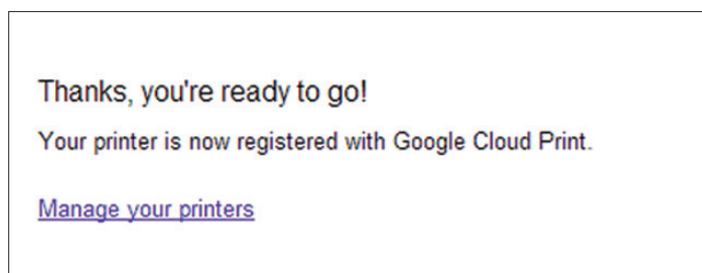 Thanks, you're ready to go!
Your printer is now registered with Google Cloud Print.
Manage your printers